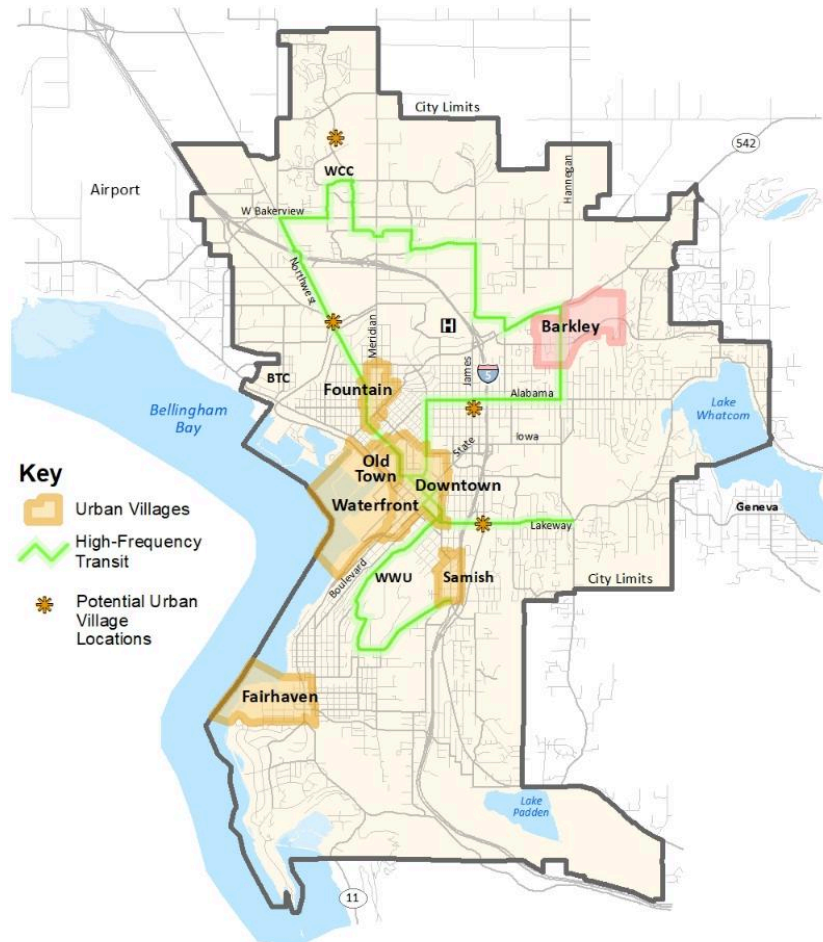 City Limits
542
Hannegan
WCC
Airport
W Bakerview
Northwest
Meridian
H
Barkley
James
5
BTC
Fountain
Alabama
Lake
Whatcom
Bellingham
Bay
State
Iowa
Old
Town
Downtown
Waterfront
Geneva
Lakeway
Boulevard
WWU
Samish
City Limits
Key
Urban Villages
High-Frequency
Transit
Potential Urban
Village
Locations
Fairhaven
Lake
Padden
11